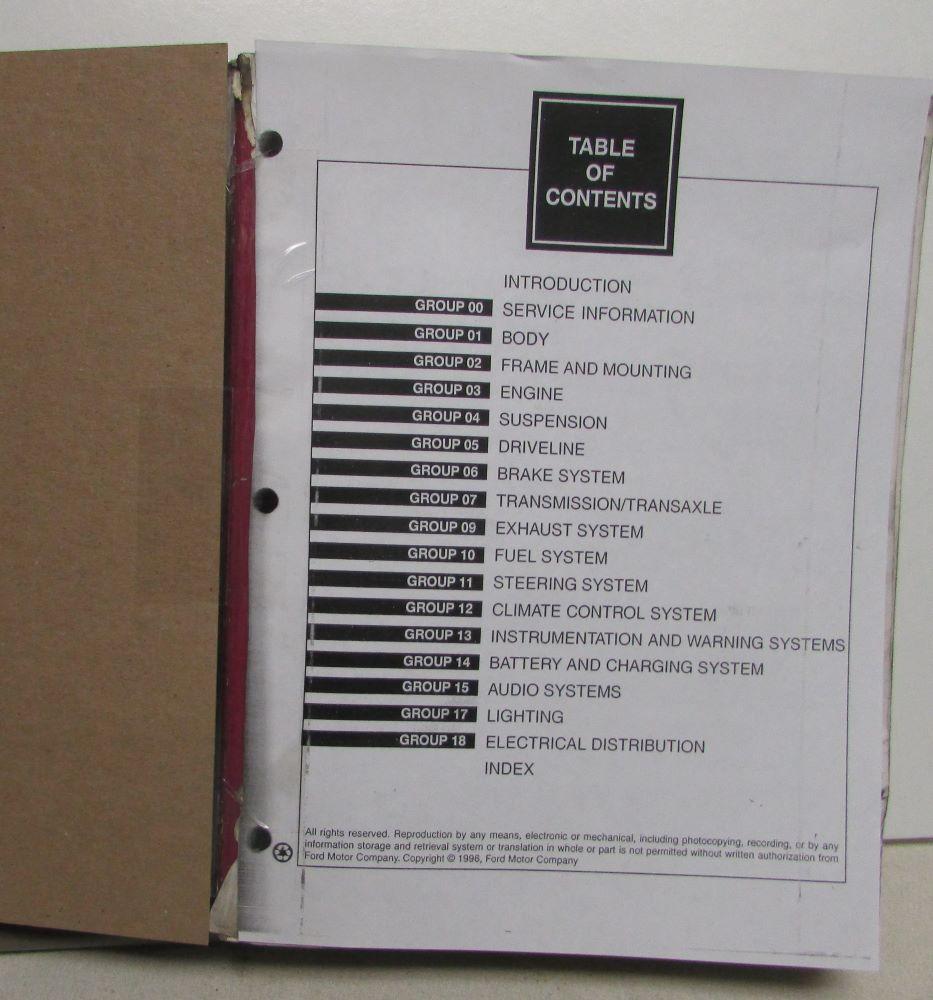 TABLE
OF
CONTENTS
INTRODUCTION
GROUP 00 SERVICE INFORMATION
GROUP 01 BODY
GROUP 02 FRAME AND MOUNTING
GROUP 03 ENGINE
GROUP 04 SUSPENSION
GROUP 05 DRIVELINE
GROUP 06 BRAKE SYSTEM
GROUP 07 TRANSMISSION/TRANSAXLE
GROUP 09 EXHAUST SYSTEM
GROUP 10 FUEL SYSTEM
GROUP 11 STEERING SYSTEM
GROUP 12 CLIMATE CONTROL SYSTEM
GROUP 13 INSTRUMENTATION AND WARNING SYSTEMS
GROUP 14 BATTERY AND CHARGING SYSTEM
GROUP 15 AUDIO SYSTEMS
GROUP 17 LIGHTING
GROUP 18 ELECTRICAL DISTRIBUTION
INDEX
All rights reserved. Reproduction by any means, electronic or mechanical, including photocopying, recording, or by any
information storage and retrieval system or translation in whole or part is not permitted without written authorization from
Ford Motor Company. Copyright © 1996, Ford Motor Company